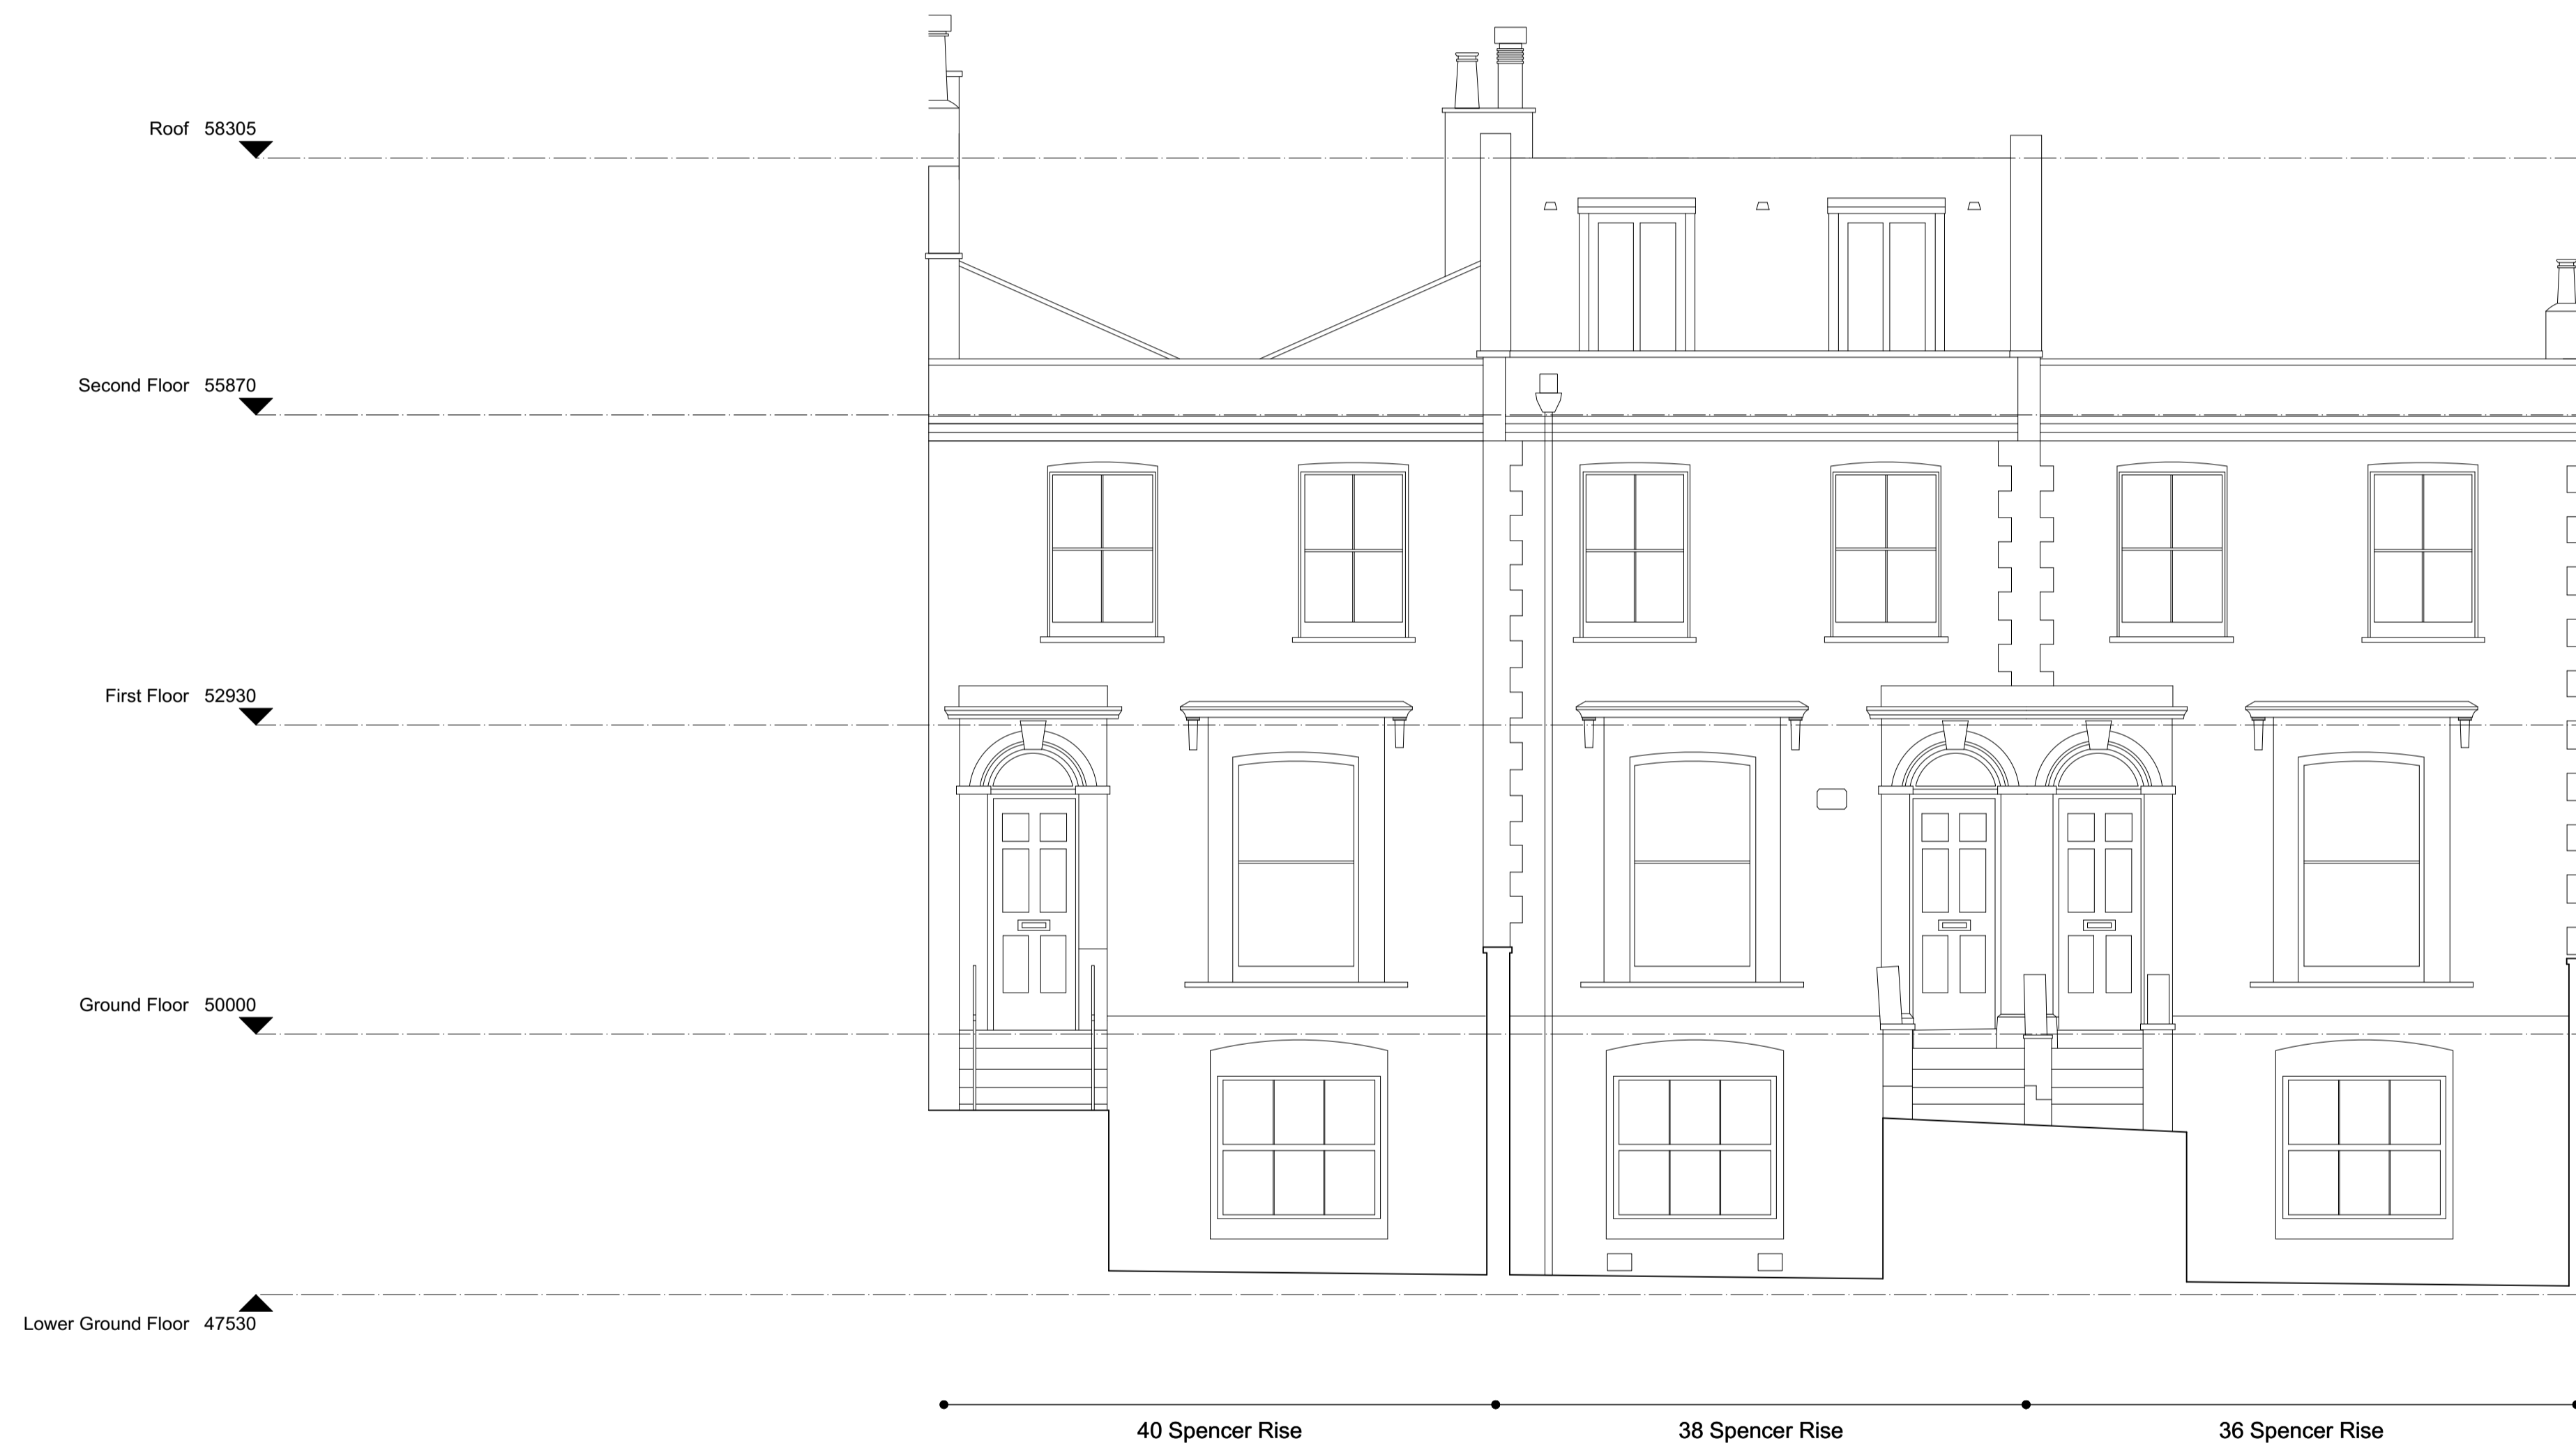 Roof 58305
Second Floor 55870
First Floor 52930
Ground Floor 50000
Lower Ground Floor 47530
40 Spencer Rise
38 Spencer Rise
36 Spencer Rise